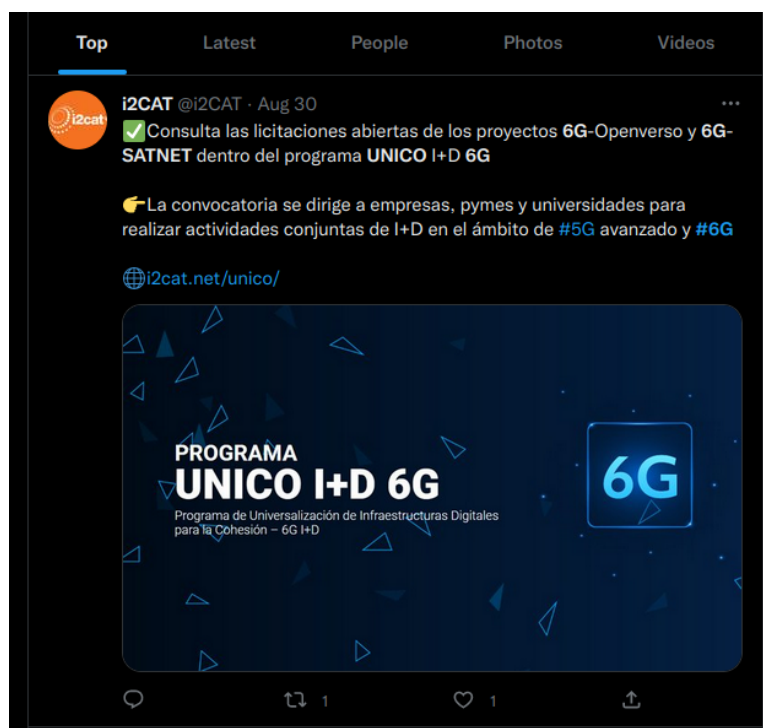 Top Latest People Photos Videos
i2cat
i2CAT @i2CAT · Aug 30
✅Consulta las licitaciones abiertas de los proyectos 6G-Openverso y 6G-
SATNET dentro del programa UNICO I+D 6G
👉La convocatoria se dirige a empresas, pymes y universidades para
realizar actividades conjuntas de I+D en el ámbito de #5G avanzado y #6G
🌐i2cat.net/unico/
PROGRAMA
UNICO I+D 6G
Programa de Universalización de Infraestructuras Digitales
para la Cohesión – 6G I+D
6G
1 1